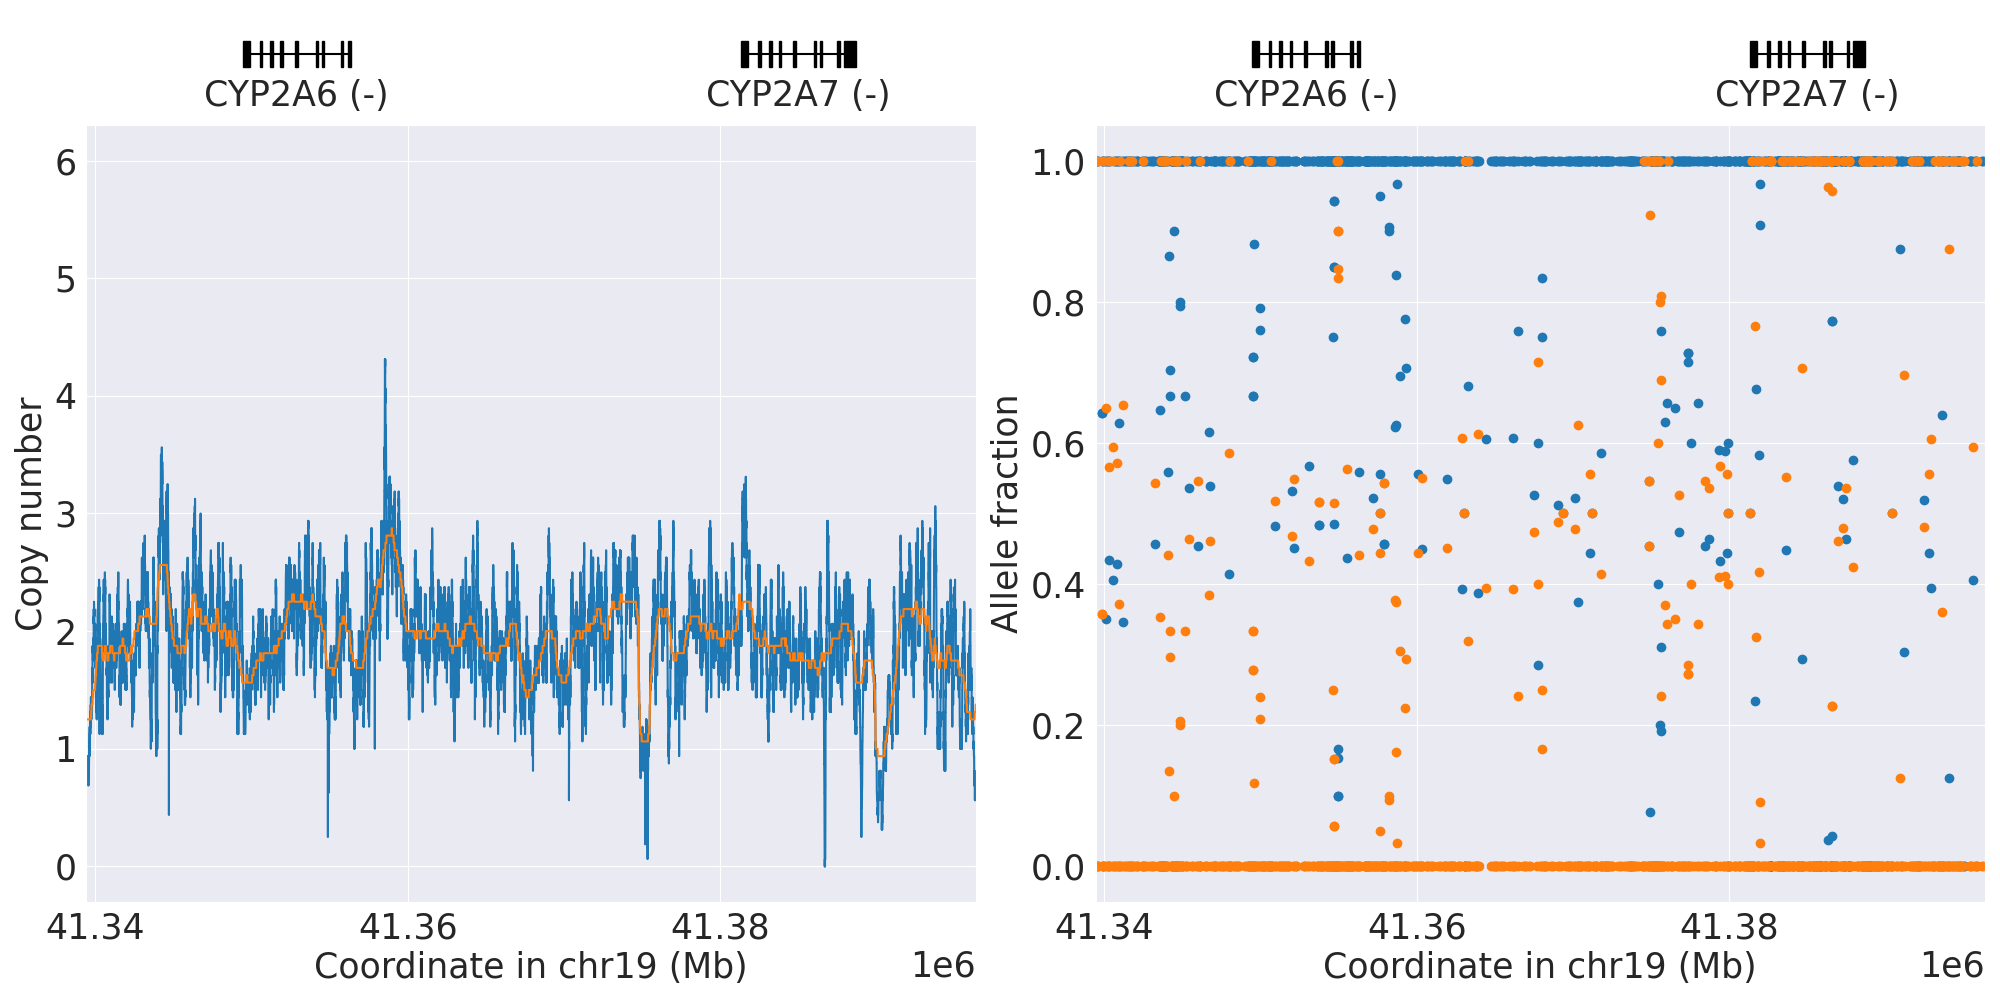 CYP2A6 (-)
CYP2A7 (-)
Copy number
6
5
4
3
2
1
0
41.34
41.36
41.38
Coordinate in chr19 (Mb)
1e6
CYP2A6 (-)
CYP2A7 (-)
Allele fraction
1.0
0.8
0.6
0.4
0.2
0.0
41.34
41.36
41.38
Coordinate in chr19 (Mb)
1e6